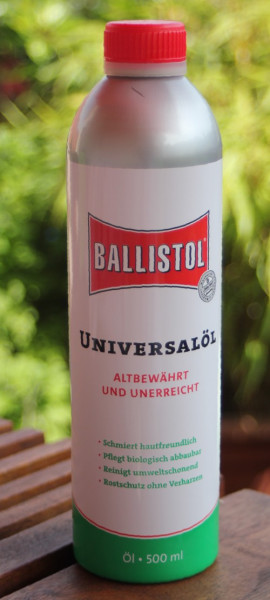 BALLISTOL
UNIVERSALÖL
ALTBEWÄHRT
UND UNERREICHT
· Schmiert hautfreundlich
· Pflegt biologisch abbaubar
· Reinigt umweltschonend
· Rostschutz ohne Verharzen
Öl • 500 ml